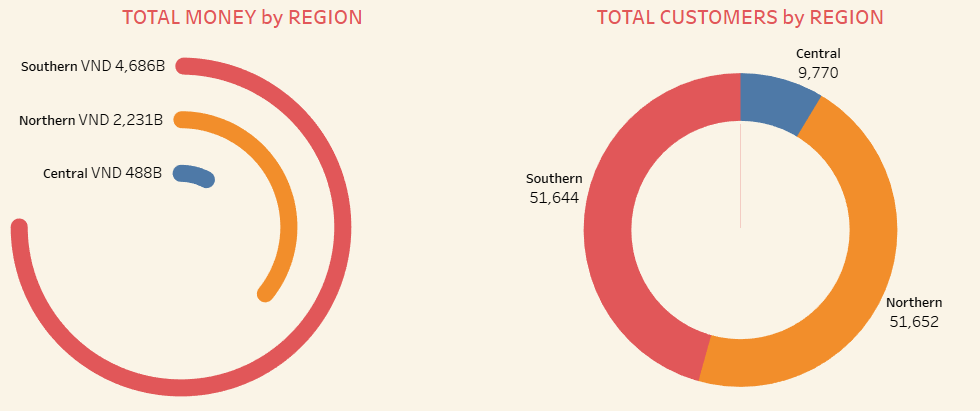 TOTAL MONEY by REGION
Southern VND 4,686B
Northern VND 2,231B
Central VND 488B
TOTAL CUSTOMERS by REGION
Central
9,770
Southern
51,644
Northern
51,652